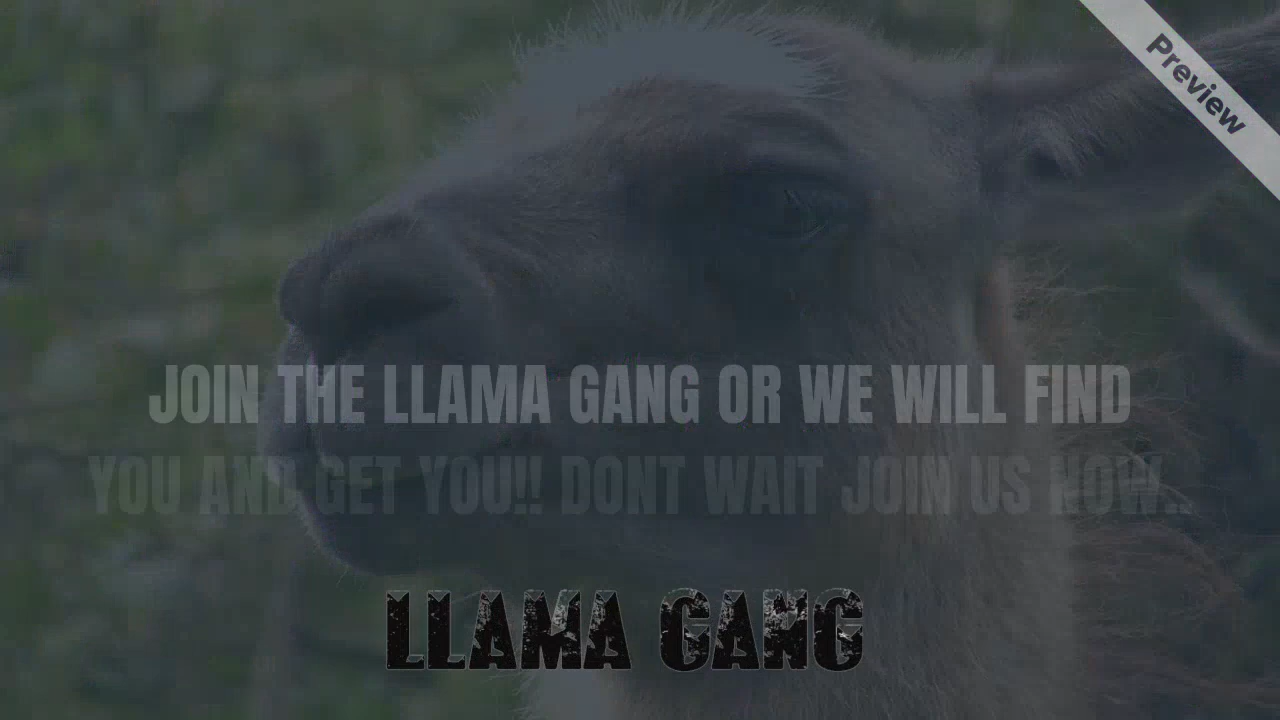 Preview
JOIN THE LLAMA GANG OR WE WILL FIND
YOU AND GET YOU!! DONT WAIT JOIN US NOW..
LLAMA GANG